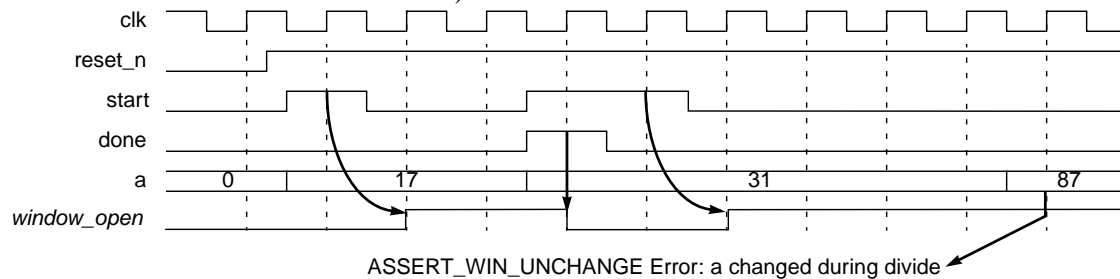 clk
reset_n
start
done
a 0 17 31 87
window_open
ASSERT_WIN_UNCHANGE Error: a changed during divide